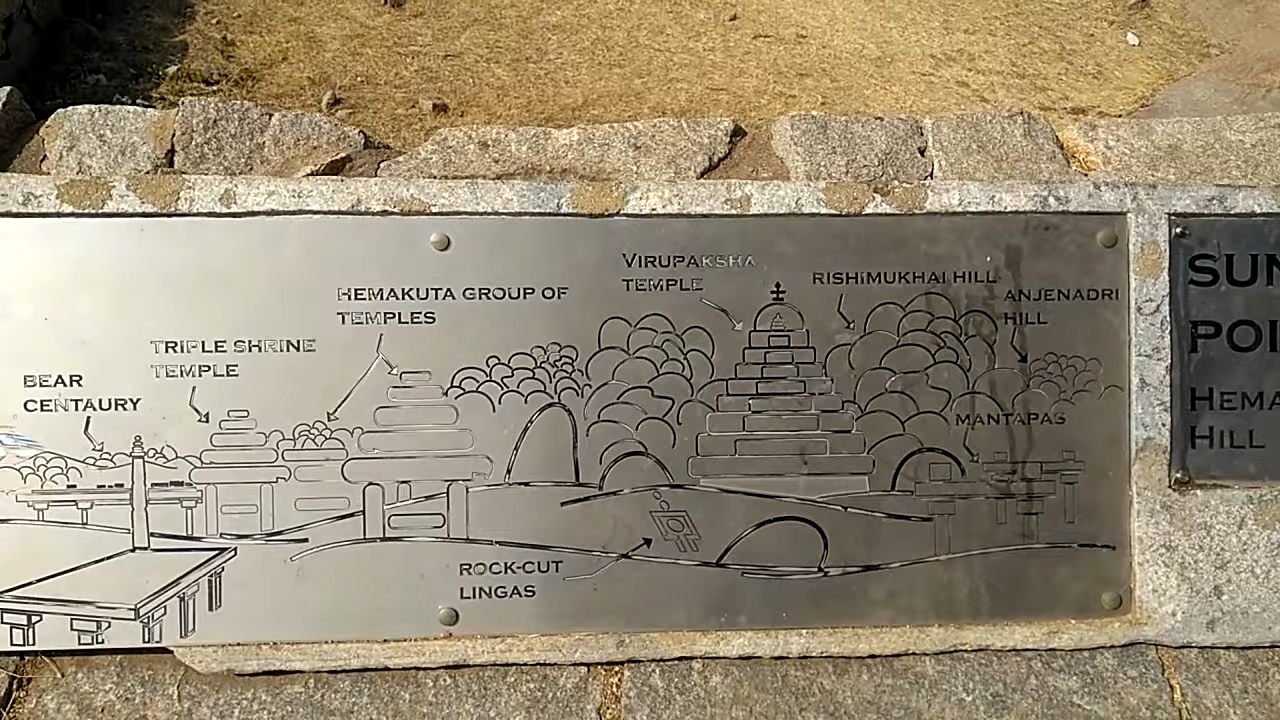 BEAR
CENTAURY
TRIPLE SHRINE
TEMPLE
HEMAKUTA GROUP OF
TEMPLES
VIRUPAKSHA
TEMPLE
RISHIMUKHAI HILL
ANJENADRI
HILL
MANTAPAS
ROCK-CUT
LINGAS
SUN
POI
HEMA
HILL